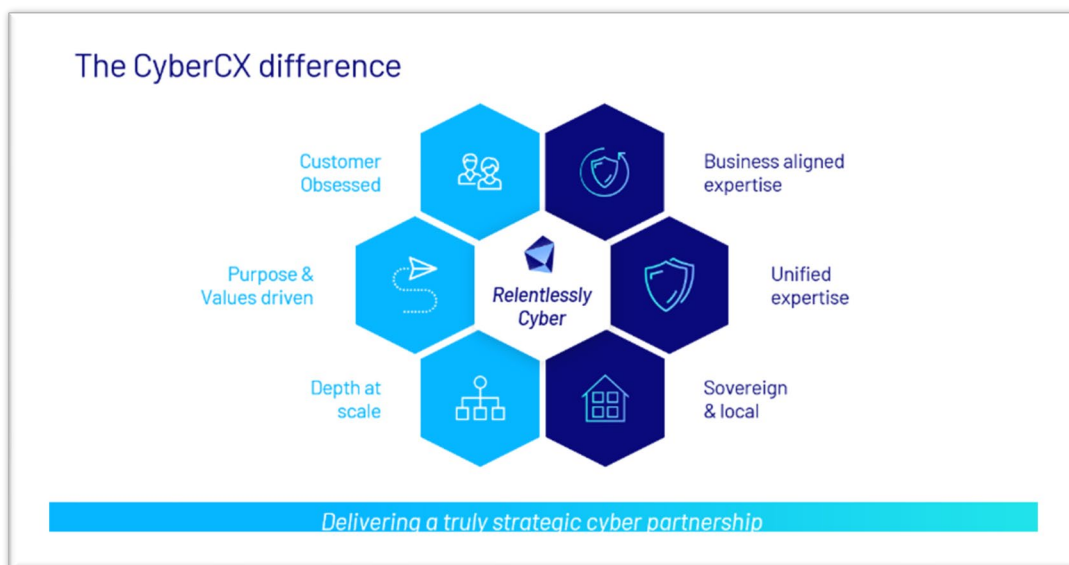 The CyberCX difference
Customer
Obsessed
Business aligned
expertise
Purpose &
Values driven
Relentlessly
Cyber
Unified
expertise
Depth at
scale
Sovereign
& local
Delivering a truly strategic cyber partnership